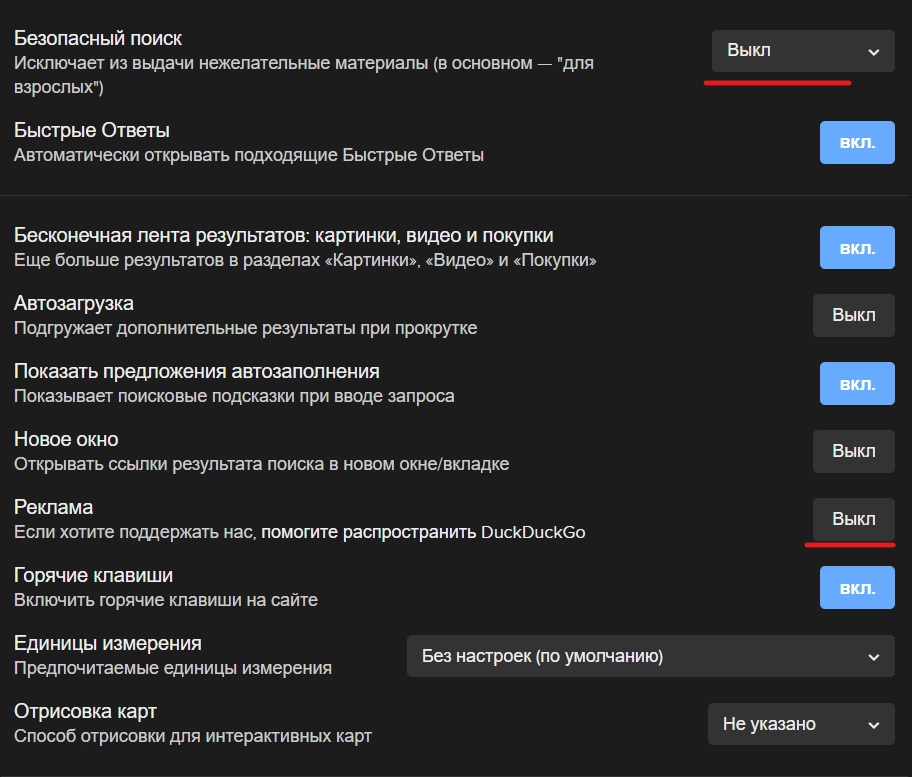 Безопасный поиск
Выкл
Исключает из выдачи нежелательные материалы (в основном — "для
взрослых")
Быстрые Ответы
Автоматически открывать подходящие Быстрые Ответы
вкл.
Бесконечная лента результатов: картинки, видео и покупки
Еще больше результатов в разделах «Картинки», «Видео» и «Покупки»
вкл.
Автозагрузка
Подгружает дополнительные результаты при прокрутке
Выкл
Показать предложения автозаполнения
Показывает поисковые подсказки при вводе запроса
вкл.
Новое окно
Открывать ссылки результата поиска в новом окне/вкладке
Выкл
Реклама
Если хотите поддержать нас, помогите распространить DuckDuckGo
Выкл
Горячие клавиши
Включить горячие клавиши на сайте
вкл.
Единицы измерения
Предпочитаемые единицы измерения
Без настроек (по умолчанию)
Отрисовка карт
Способ отрисовки для интерактивных карт
Не указано